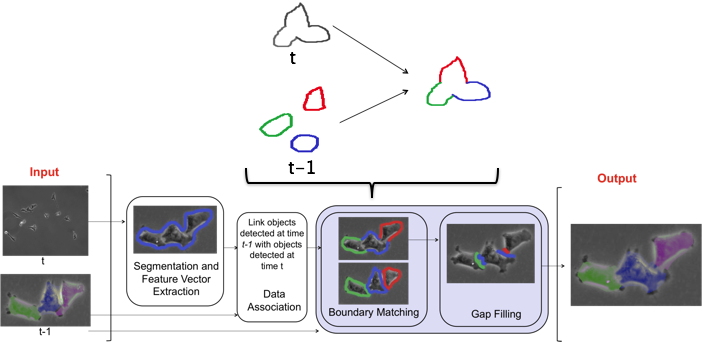 t
t-1
Input
Output
t
t-1
Segmentation and
Feature Vector
Extraction
Link objects
detected at time
t-1 with objects
detected at
time t
Data
Association
Boundary Matching
Gap Filling